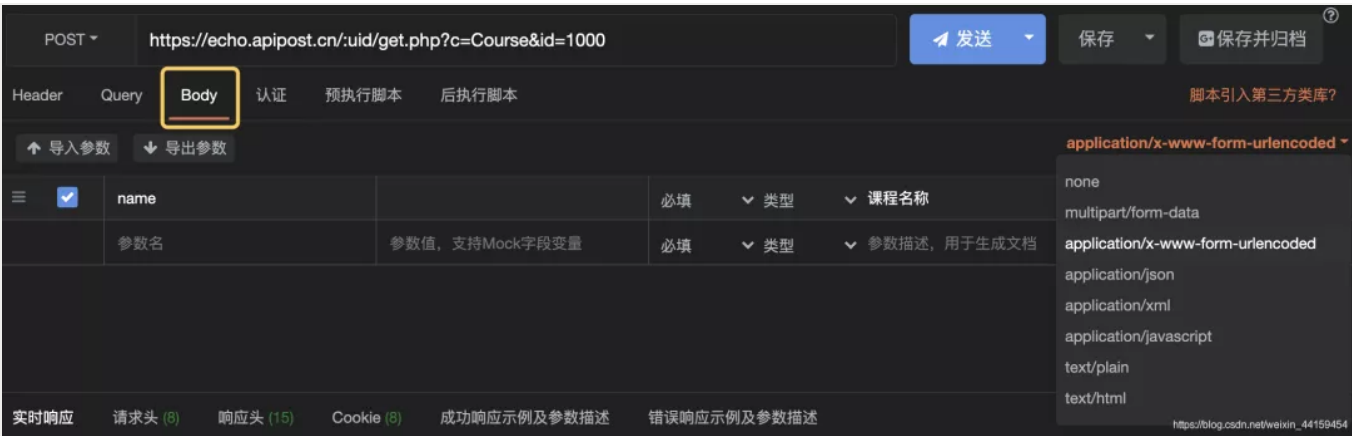 POST https://echo.apipost.cn/:uid/get.php?c=Course&id=1000 发送 保存 G+ 保存并归档 ?
Header Query Body 认证 预执行脚本 后执行脚本 脚本引入第三方类库?
导入参数 导出参数 application/x-www-form-urlencoded
name 必填 类型 课程名称
参数名 参数值，支持Mock字段变量 必填 类型 参数描述，用于生成文档
none
multipart/form-data
application/x-www-form-urlencoded
application/json
application/xml
application/javascript
text/plain
text/html
实时响应 请求头 (8) 响应头 (15) Cookie (8) 成功响应示例及参数描述 错误响应示例及参数描述
https://blog.csdn.net/weixin_44159454